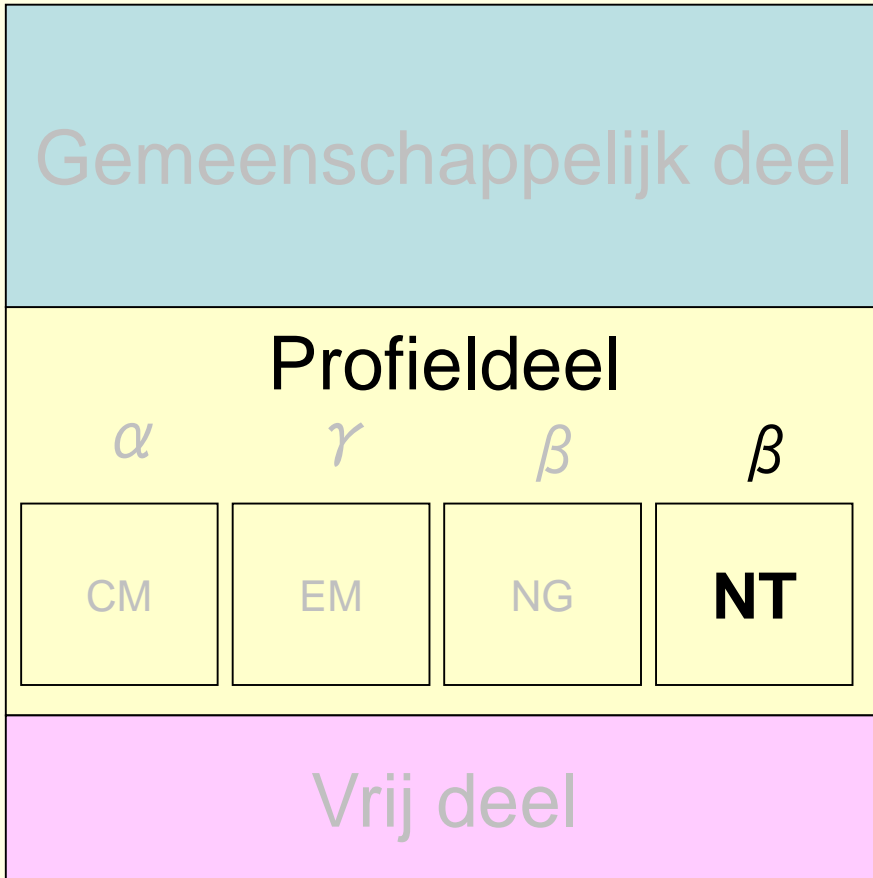 Gemeenschappelijk deel
Profieldeel
α γ β β
CM EM NG NT
Vrij deel